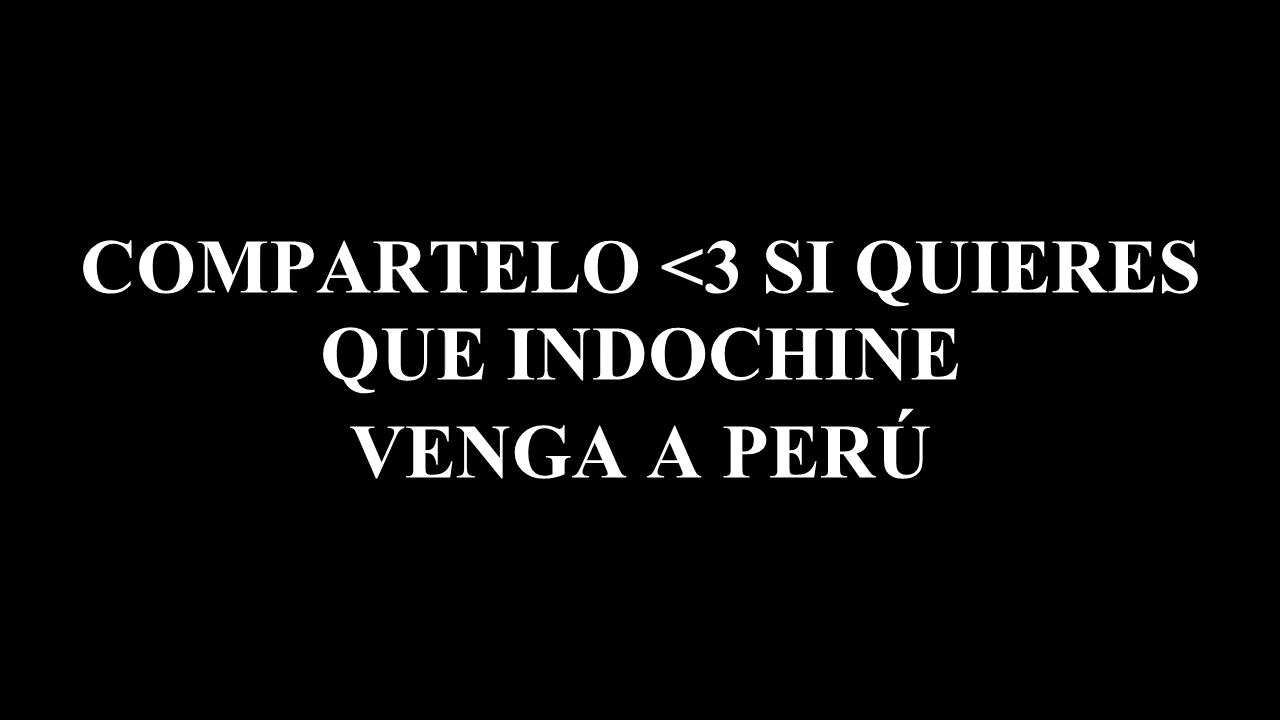 COMPARTELO <3 SI QUIERES
QUE INDOCHINE
VENGA A PERÚ